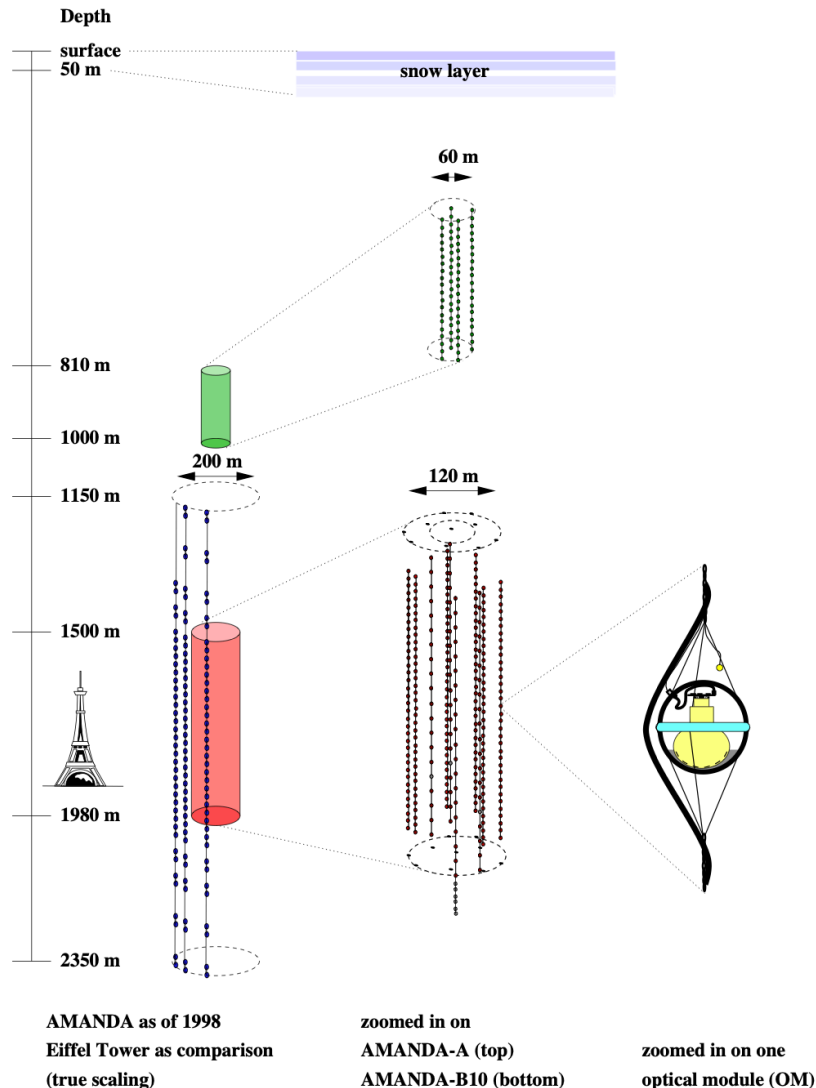 Depth
surface
50 m
snow layer
60 m
810 m
1000 m
200 m
120 m
1150 m
1500 m
1980 m
2350 m
AMANDA as of 1998
Eiffel Tower as comparison
(true scaling)
zoomed in on
AMANDA-A (top)
AMANDA-B10 (bottom)
zoomed in on one
optical module (OM)